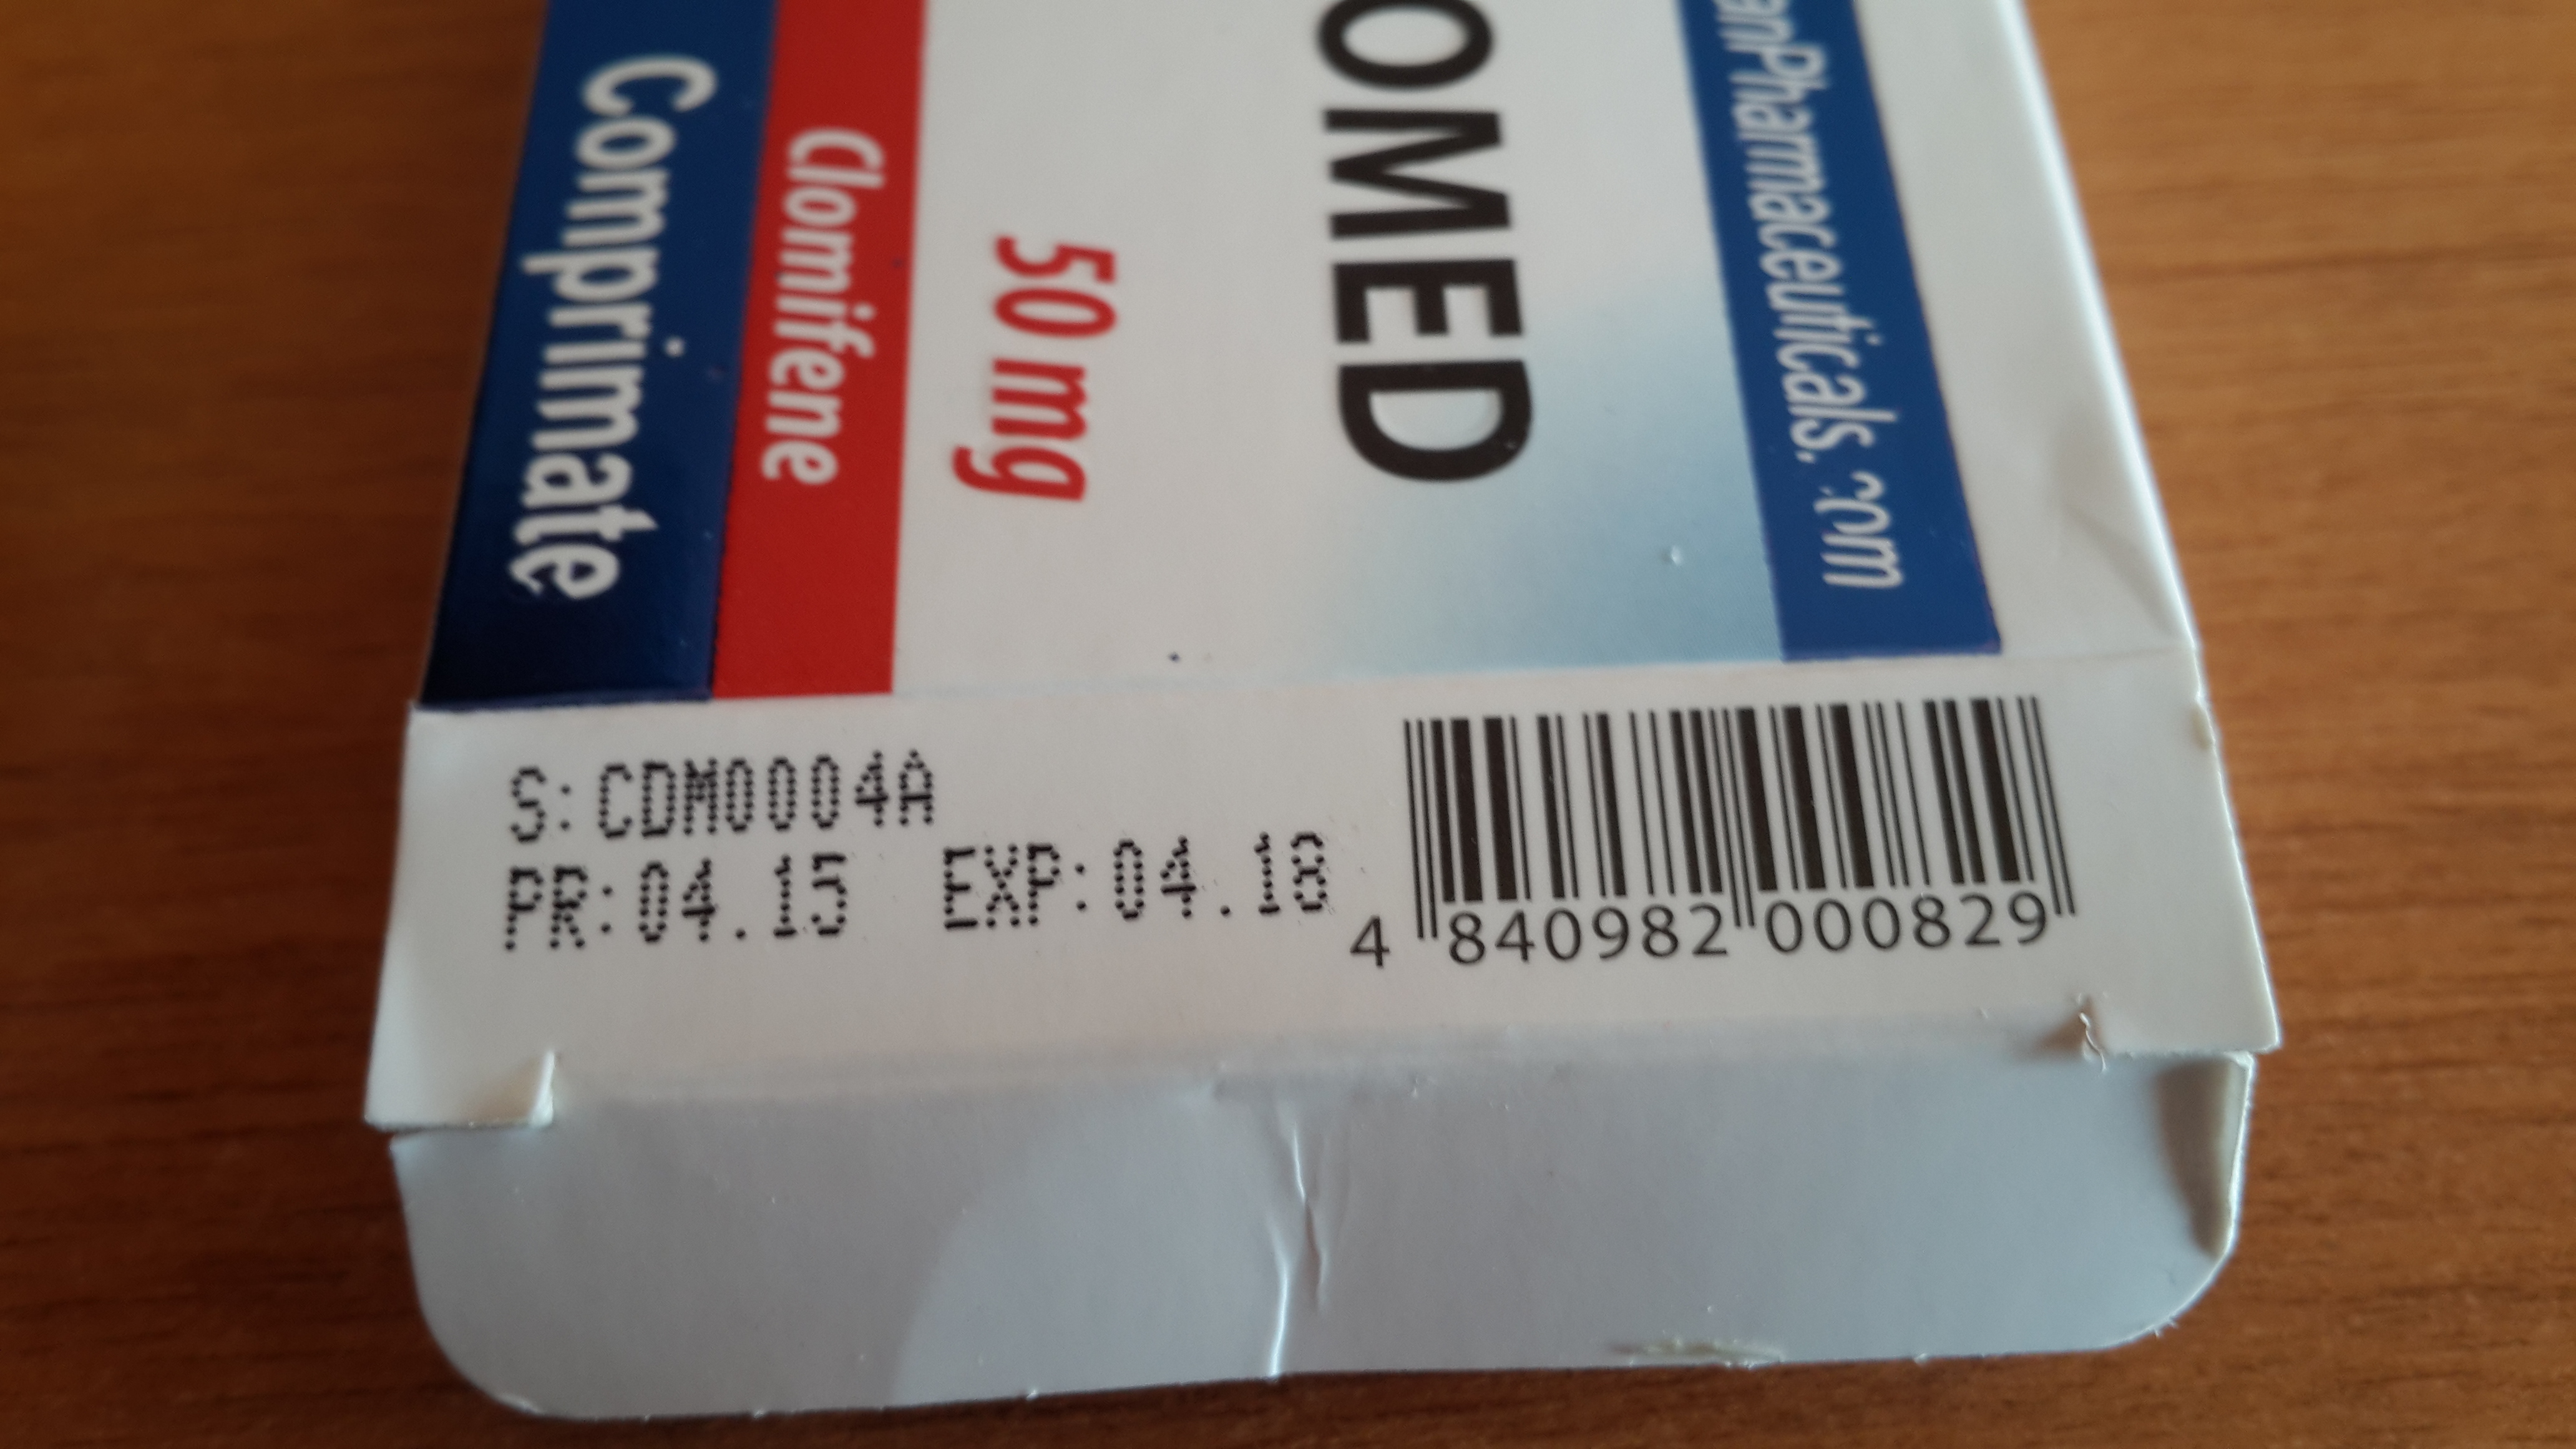 Comprimate
Clomifene
50 mg
OMED
anPharmaceuticals.com
S:CDM0004A
PR:04.15 EXP:04.18
4 840982 000829